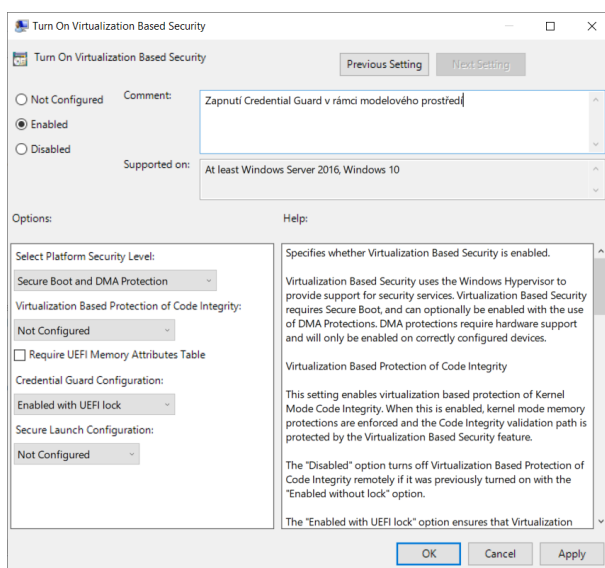 Turn On Virtualization Based Security
Turn On Virtualization Based Security
Previous Setting
Next Setting
Not Configured
Comment:
Zapnutí Credential Guard v rámci modelového prostředí
Enabled
Disabled
Supported on:
At least Windows Server 2016, Windows 10
Options:
Help:
Select Platform Security Level:
Secure Boot and DMA Protection
Virtualization Based Protection of Code Integrity:
Not Configured
Require UEFI Memory Attributes Table
Credential Guard Configuration:
Enabled with UEFI lock
Secure Launch Configuration:
Not Configured
Specifies whether Virtualization Based Security is enabled.
Virtualization Based Security uses the Windows Hypervisor to
provide support for security services. Virtualization Based Security
requires Secure Boot, and can optionally be enabled with the use
of DMA Protections. DMA protections require hardware support
and will only be enabled on correctly configured devices.
Virtualization Based Protection of Code Integrity
This setting enables virtualization based protection of Kernel
Mode Code Integrity. When this is enabled, kernel mode memory
protections are enforced and the Code Integrity validation path is
protected by the Virtualization Based Security feature.
The "Disabled" option turns off Virtualization Based Protection of
Code Integrity remotely if it was previously turned on with the
"Enabled without lock" option.
The "Enabled with UEFI lock" option ensures that Virtualization
OK
Cancel
Apply